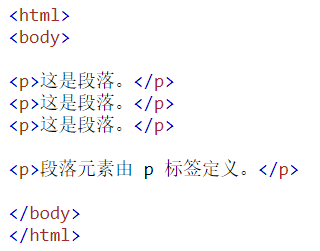 <html>
<body>
<p>这是段落。</p>
<p>这是段落。</p>
<p>这是段落。</p>
<p>段落元素由 p 标签定义。</p>
</body>
</html>